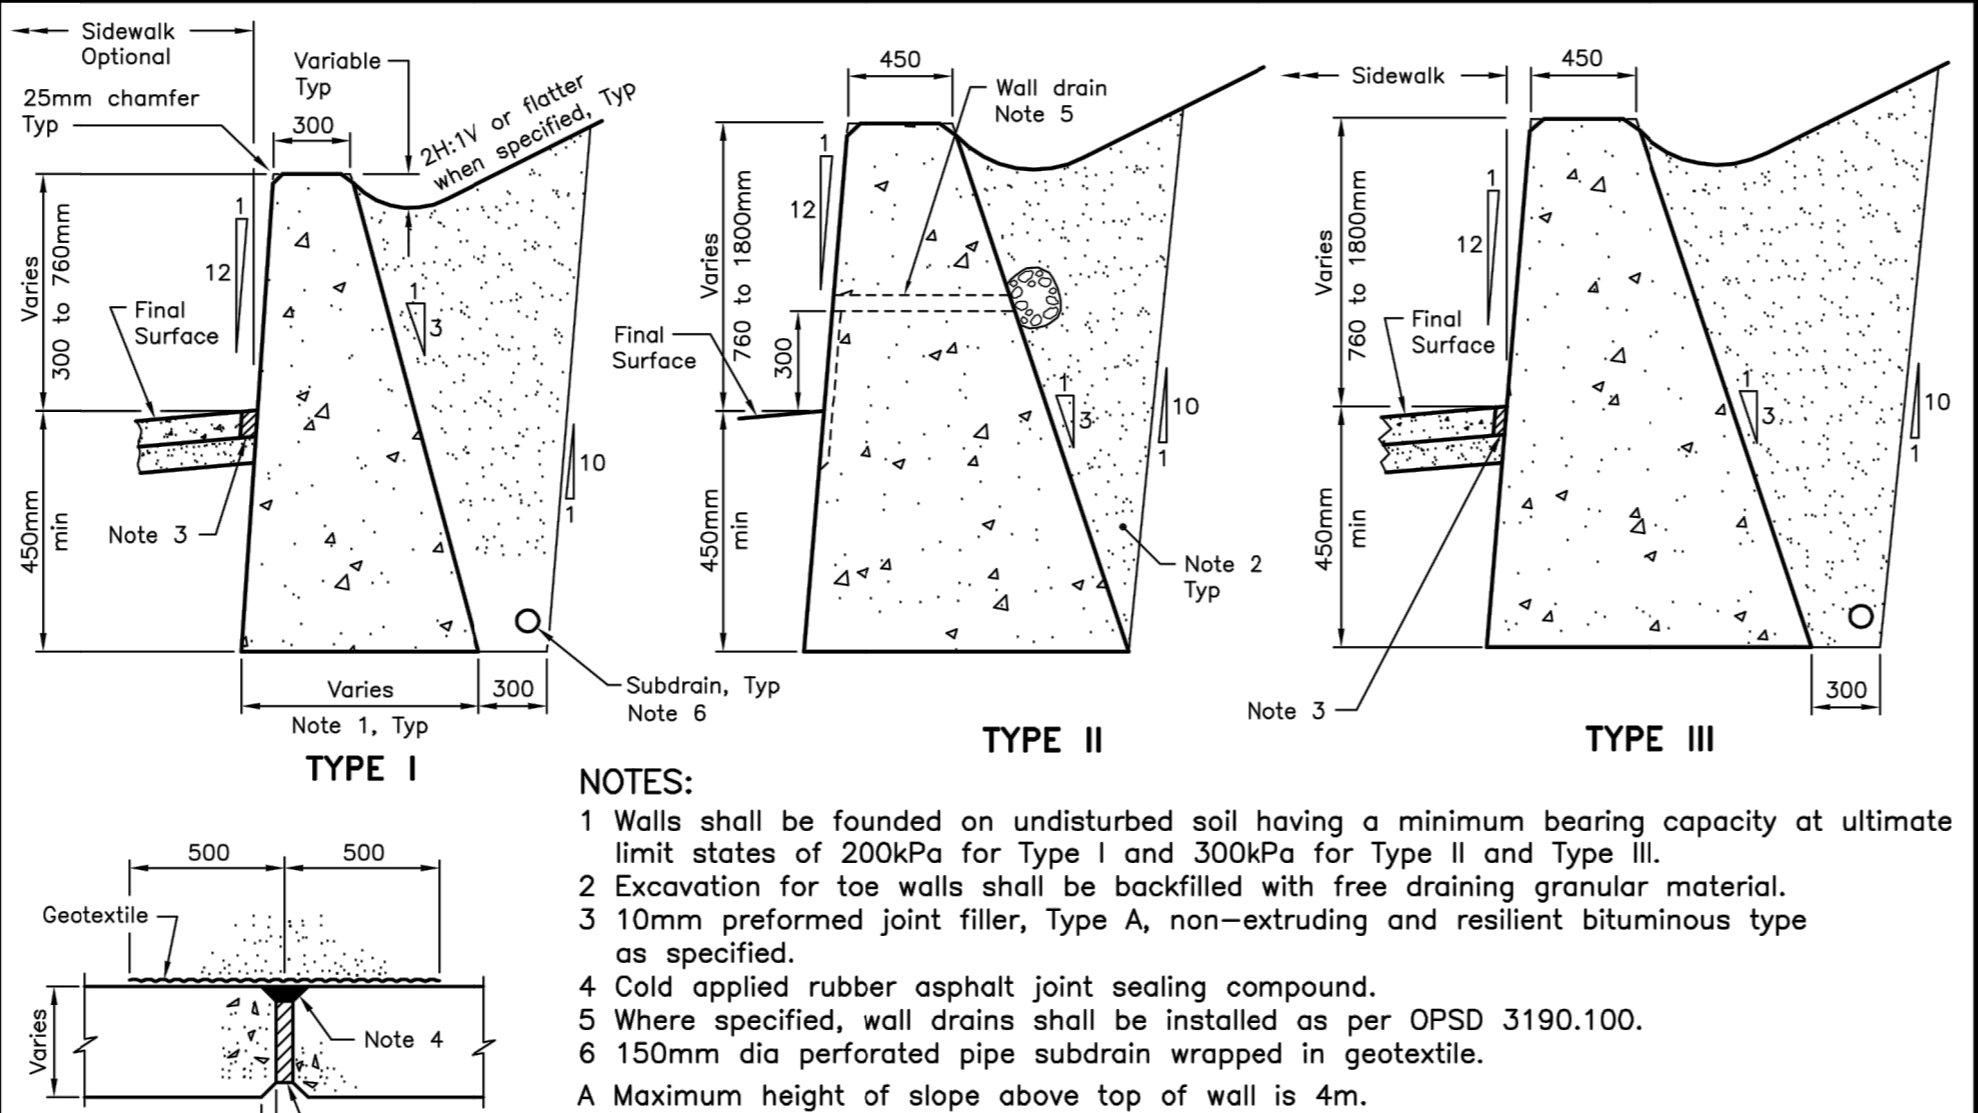 Sidewalk
Optional
Variable
Typ
25mm chamfer
Typ
300
2H:1V or flatter
when specified, Typ
1
12
1
3
Varies
300 to 760mm
Final
Surface
450mm
min
Note 3
10
1
Varies
300
Note 1, Typ
Subdrain, Typ
Note 6
TYPE I
450
Wall drain
Note 5
1
12
Varies
760 to 1800mm
300
Final
Surface
1
3
10
1
450mm
min
Note 2
Typ
TYPE II
Sidewalk
450
1
12
Varies
760 to 1800mm
Final
Surface
1
3
10
1
450mm
min
Note 3
300
TYPE III
NOTES:
1 Walls shall be founded on undisturbed soil having a minimum bearing capacity at ultimate
limit states of 200kPa for Type I and 300kPa for Type II and Type III.
2 Excavation for toe walls shall be backfilled with free draining granular material.
3 10mm preformed joint filler, Type A, non-extruding and resilient bituminous type
as specified.
4 Cold applied rubber asphalt joint sealing compound.
5 Where specified, wall drains shall be installed as per OPSD 3190.100.
6 150mm dia perforated pipe subdrain wrapped in geotextile.
A Maximum height of slope above top of wall is 4m.
500
500
Geotextile
Varies
Note 4